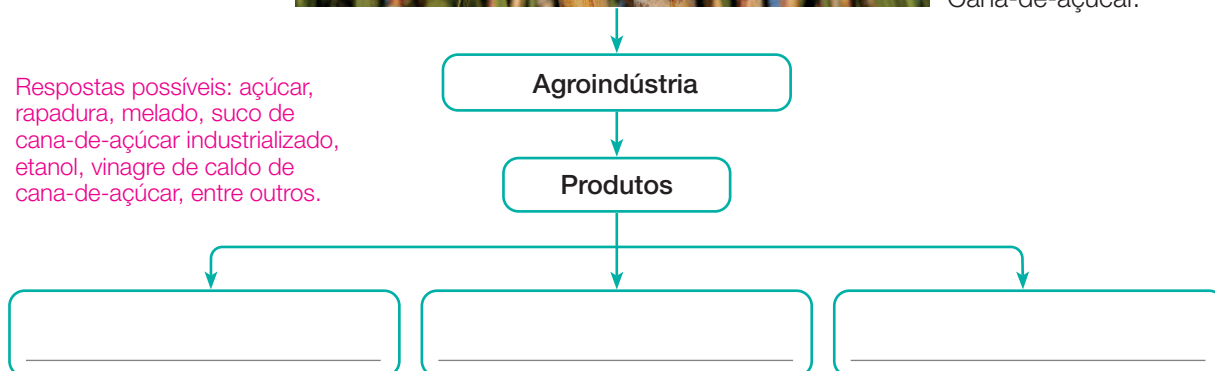 Cana-de-açúcar.
Agroindústria
Respostas possíveis: açúcar,
rapadura, melado, suco de
cana-de-açúcar industrializado,
etanol, vinagre de caldo de
cana-de-açúcar, entre outros.
Produtos